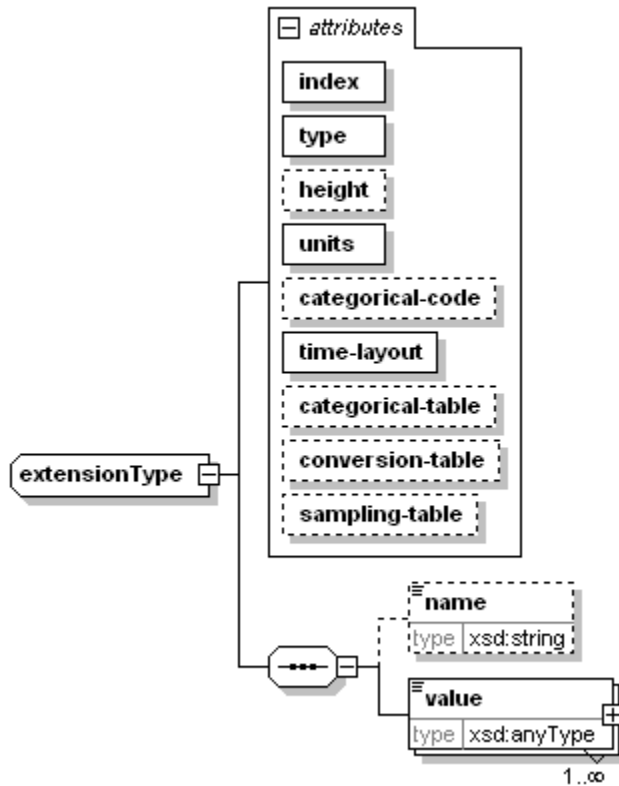 attributes
index
type
height
units
categorical-code
time-layout
categorical-table
extensionType
conversion-table
sampling-table
name
type xsd:string
value
type xsd:anyType
1..∞